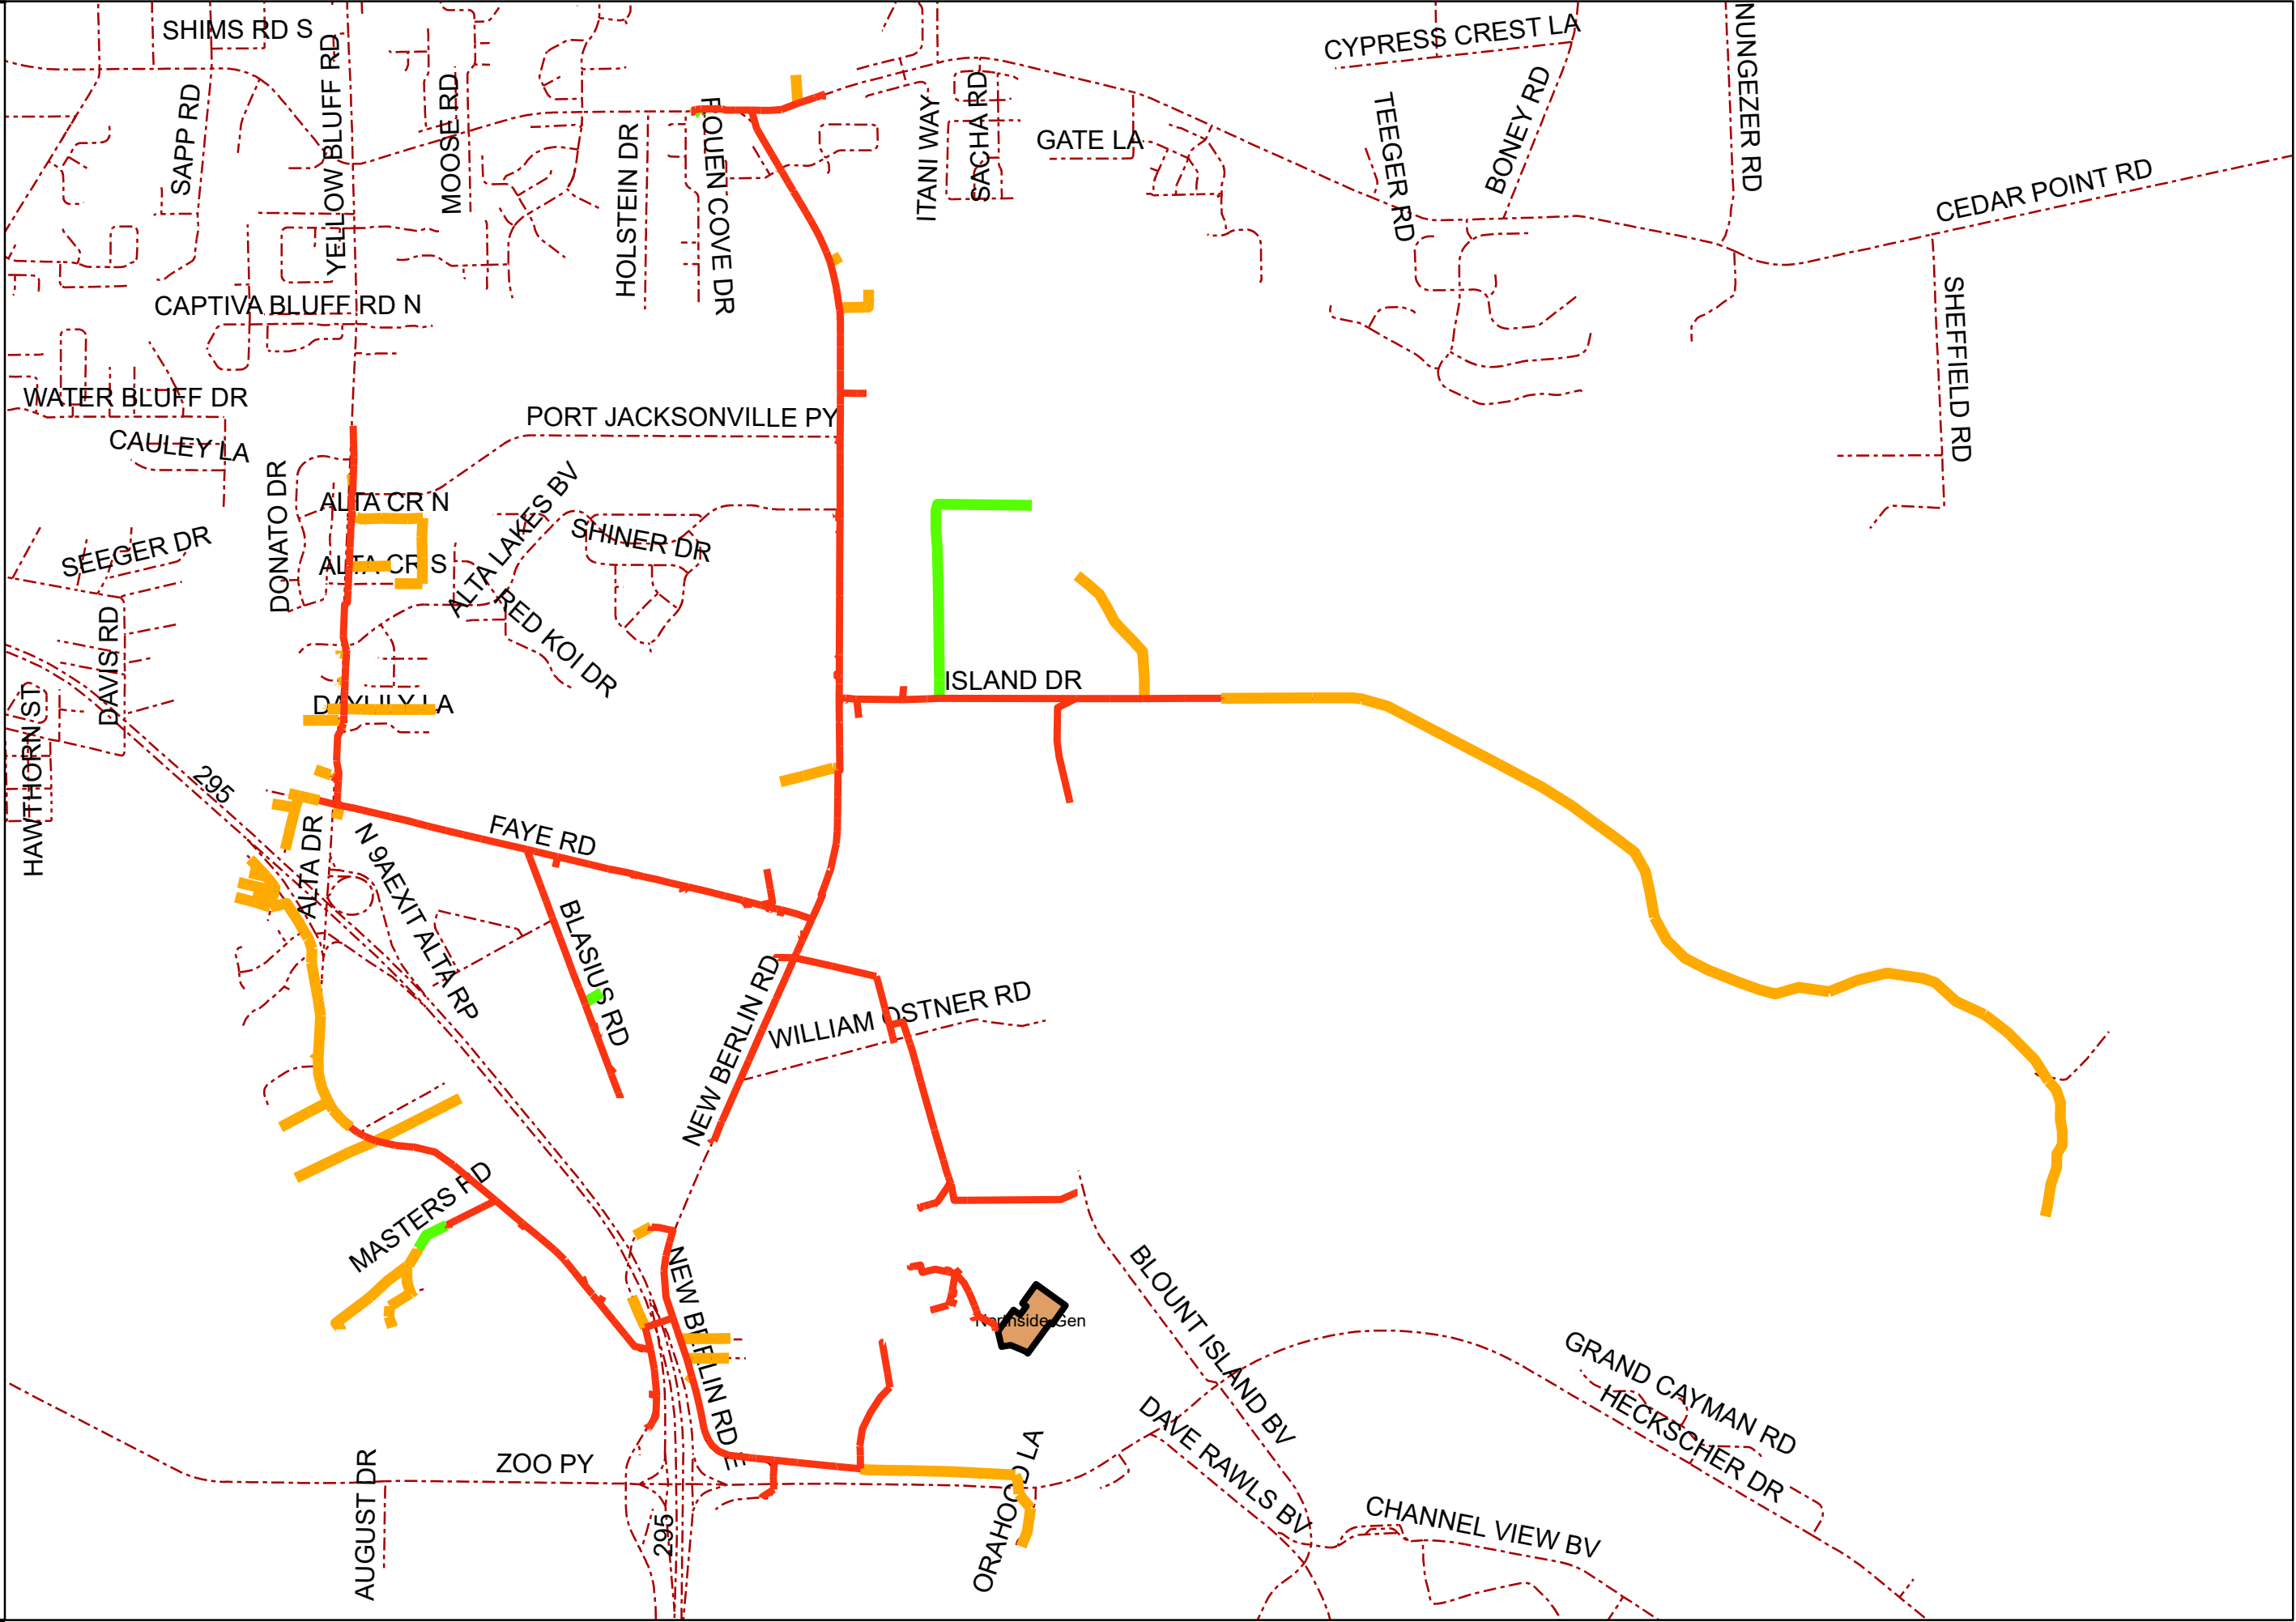 SHIMS RD S
CYPRESS CREST LA
NUNGEZER RD
YELLOW BLUFF RD
SAPP RD
MOOSE RD
HOLSTEIN DR
ROUEN COVE DR
ITANI WAY
SACHA RD
GATE LA
TEEGER RD
BONEY RD
CEDAR POINT RD
SHEFFIELD RD
CAPTIVA BLUFF RD N
WATER BLUFF DR
CAULEY LA
PORT JACKSONVILLE PY
DONATO DR
ALTA CR N
ALTA CR S
ALTA LAKES BV
SHINER DR
RED KOI DR
SEEGER DR
DAVIS RD
HAWTHORN ST
DAYLILY LA
ISLAND DR
295
FAYE RD
ALTA DR
N 9AEXIT ALTA RP
BLASIUS RD
NEW BERLIN RD
WILLIAM OSTNER RD
MASTERS RD
NEW BERLIN RD E
Northside Gen
BLOUNT ISLAND BV
GRAND CAYMAN RD
HECKSCHER DR
DAVE RAWLS BV
CHANNEL VIEW BV
ORAHOOD LA
ZOO PY
AUGUST DR
295